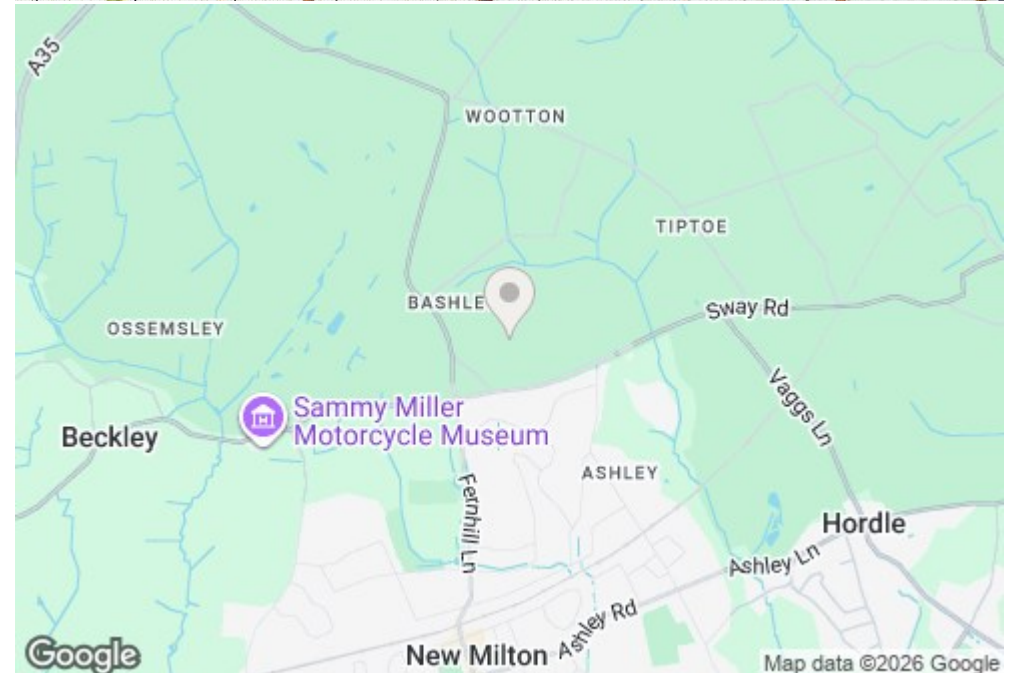 A35
WOOTTON
TIPTOE
BASHLE
Sway Rd
OSSEMSLEY
Vaggs Ln
Sammy Miller
Motorcycle Museum
Beckley
ASHLEY
Fernhill Ln
Hordle
Ashley Ln
Ashley Rd
New Milton
Google
Map data ©2026 Google